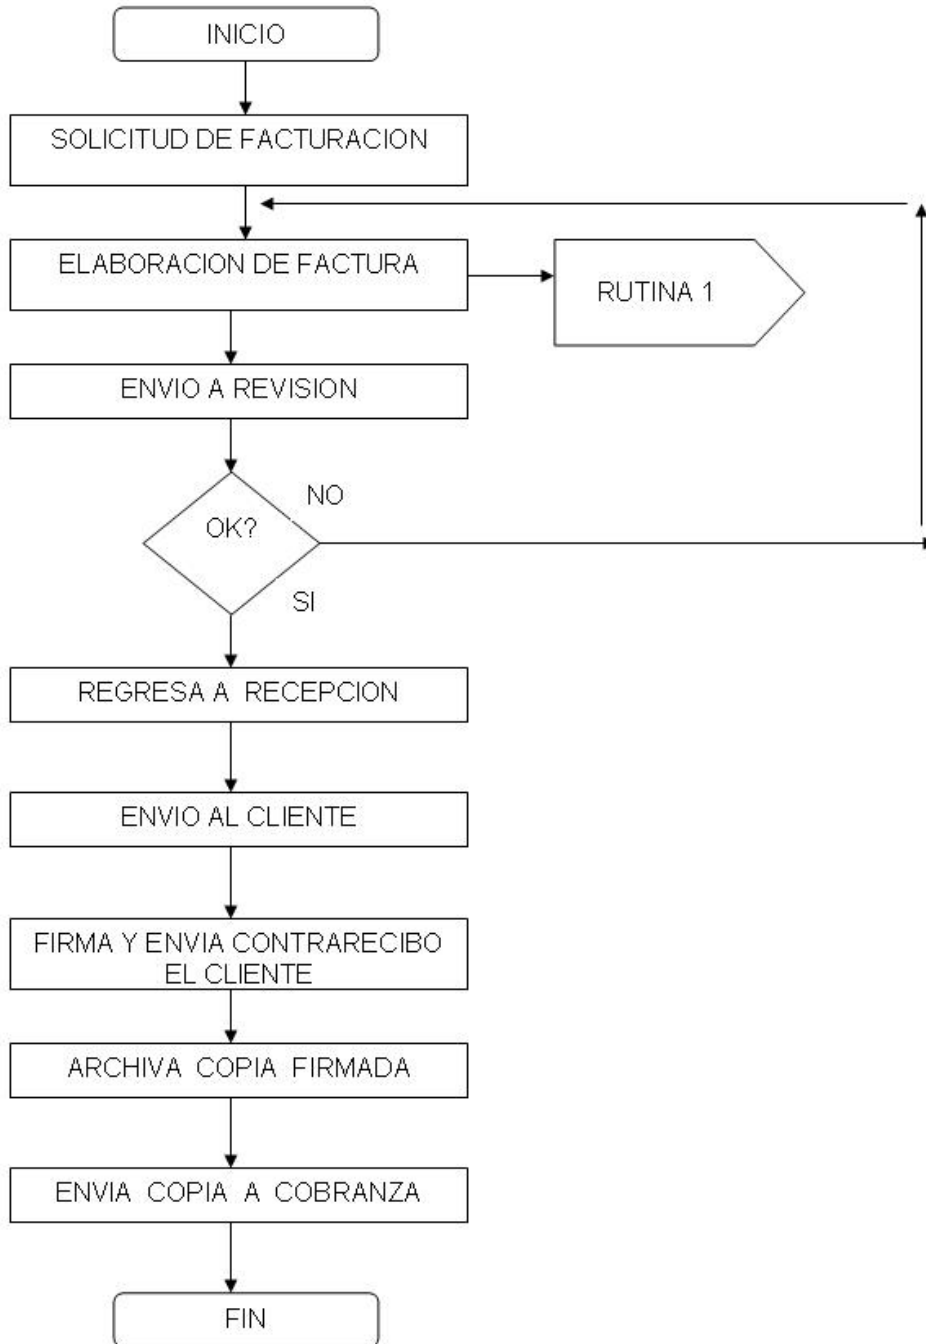 INICIO
SOLICITUD DE FACTURACION
ELABORACION DE FACTURA
RUTINA 1
ENVIO A REVISION
NO
OK?
SI
REGRESA A RECEPCION
ENVIO AL CLIENTE
FIRMA Y ENVIA CONTRARECIBO
EL CLIENTE
ARCHIVA COPIA FIRMADA
ENVIA COPIA A COBRANZA
FIN